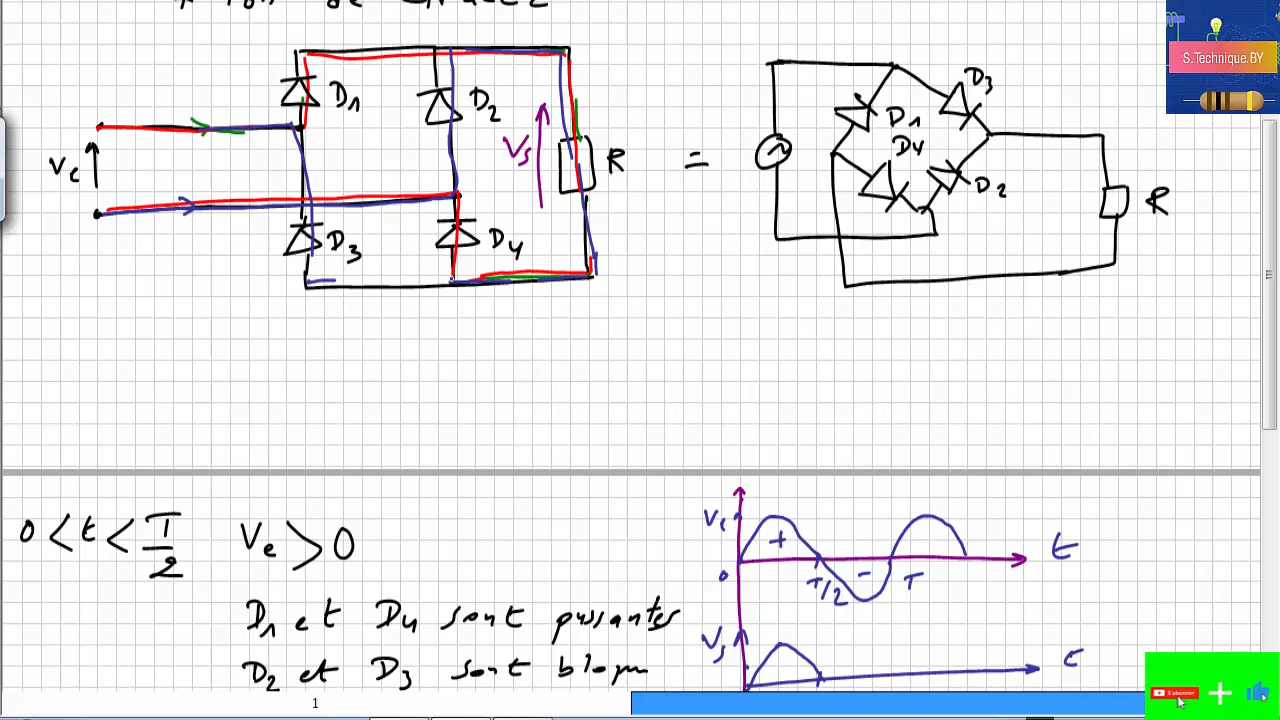 S.Technique.BY
D1
D2
Ve
Vs
R
D3
D4
=
D3
D1
D4
D2
R
0 < t < T/2 Ve > 0
D1 et D4 sont passantes
D2 et D3 sont bloqu
Ve
+
t
0
T/2
-
T
Vs
t
1
S'abonner